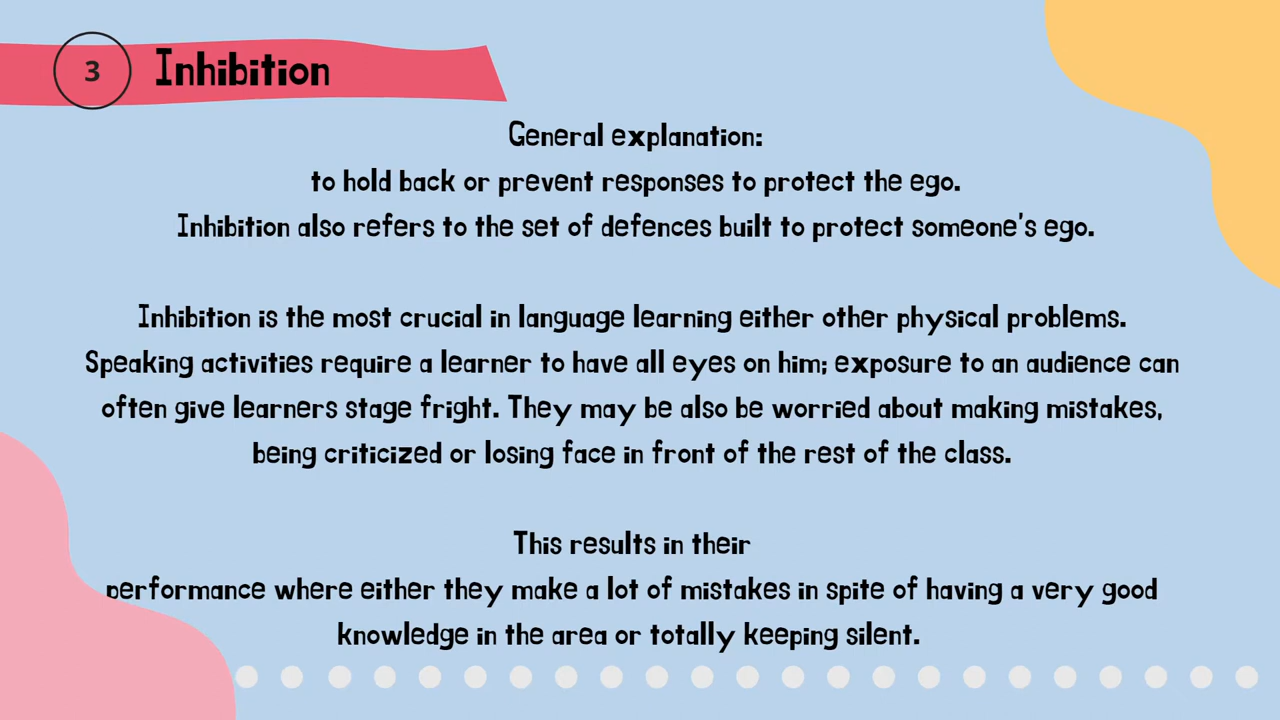 3
Inhibition
General explanation:
to hold back or prevent responses to protect the ego.
Inhibition also refers to the set of defences built to protect someone's ego.
Inhibition is the most crucial in language learning either other physical problems.
Speaking activities require a learner to have all eyes on him; exposure to an audience can
often give learners stage fright. They may be also be worried about making mistakes,
being criticized or losing face in front of the rest of the class.
This results in their
performance where either they make a lot of mistakes in spite of having a very good
knowledge in the area or totally keeping silent.